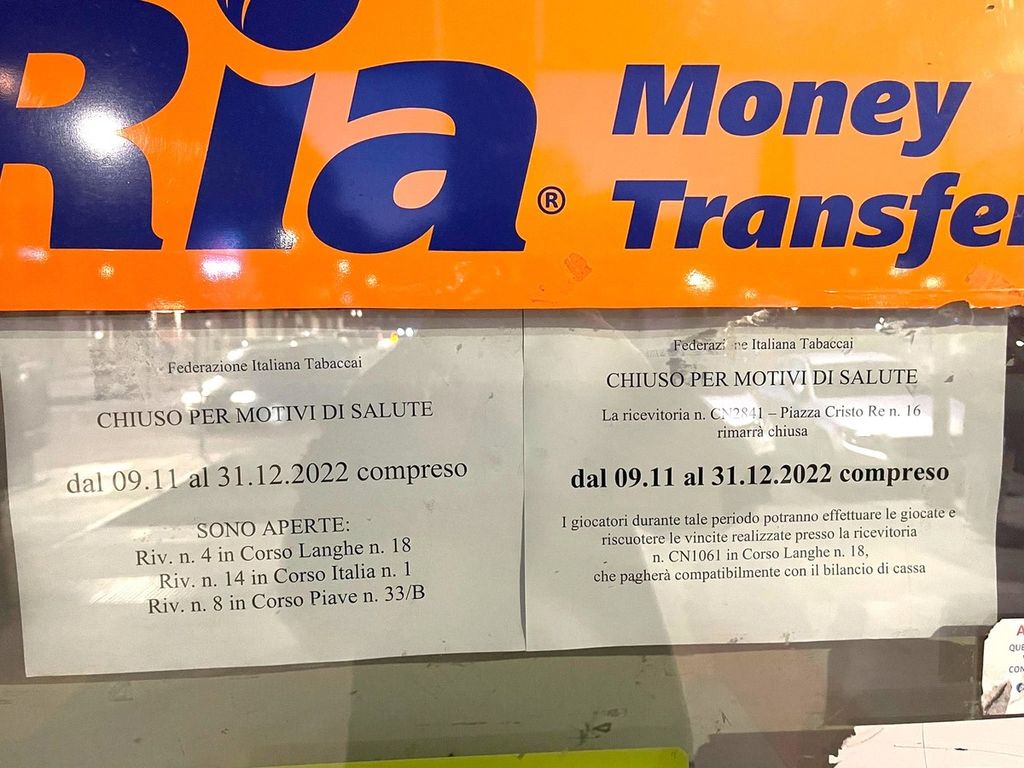 Ria®
Money
Transfer
Federazione Italiana Tabaccai
CHIUSO PER MOTIVI DI SALUTE
dal 09.11 al 31.12.2022 compreso
SONO APERTE:
Riv. n. 4 in Corso Langhe n. 18
Riv. n. 14 in Corso Italia n. 1
Riv. n. 8 in Corso Piave n. 33/B
Federazione Italiana Tabaccai
CHIUSO PER MOTIVI DI SALUTE
La ricevitoria n. CN2841 – Piazza Cristo Re n. 16
rimarrà chiusa
dal 09.11 al 31.12.2022 compreso
I giocatori durante tale periodo potranno effettuare le giocate e
riscuotere le vincite realizzate presso la ricevitoria
n. CN1061 in Corso Langhe n. 18,
che pagherà compatibilmente con il bilancio di cassa